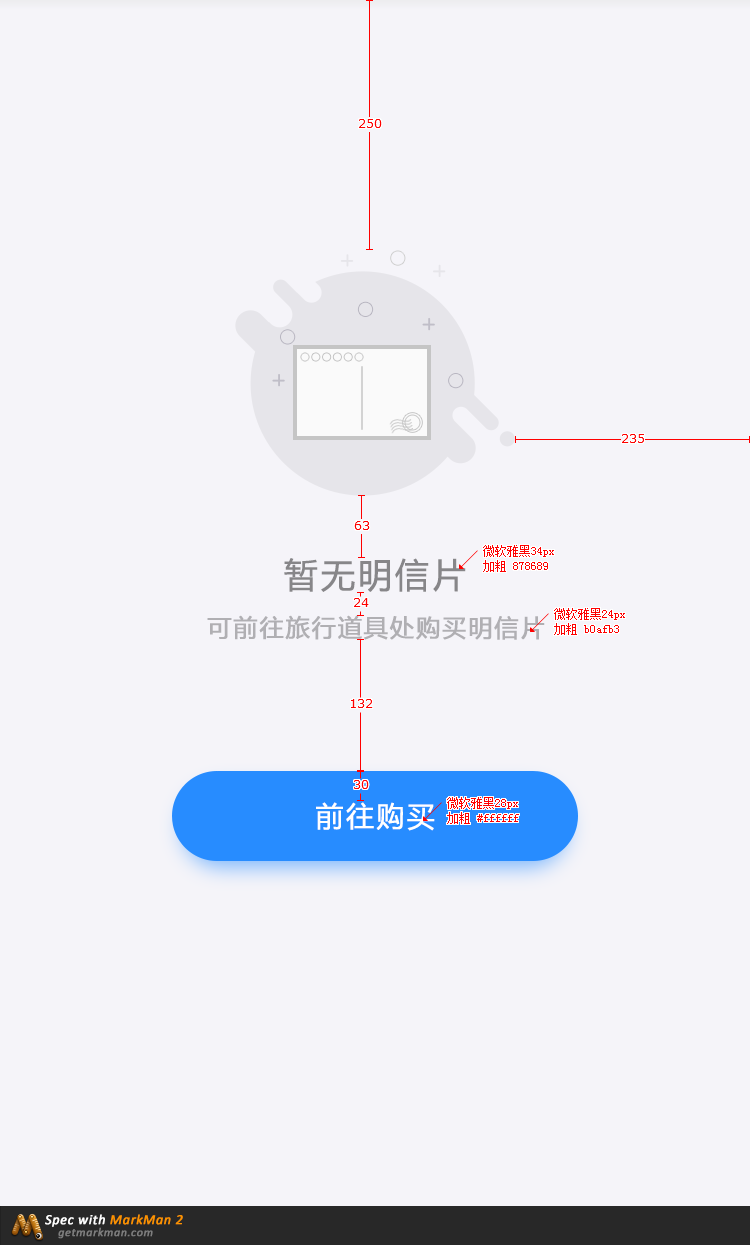 250
235
63
微软雅黑34px
加粗 878689
暂无明信片
24
微软雅黑24px
加粗 b0afb3
可前往旅行道具处购买明信片
132
30
微软雅黑28px
加粗 #ffffff
前往购买
Spec with MarkMan 2
getmarkman.com